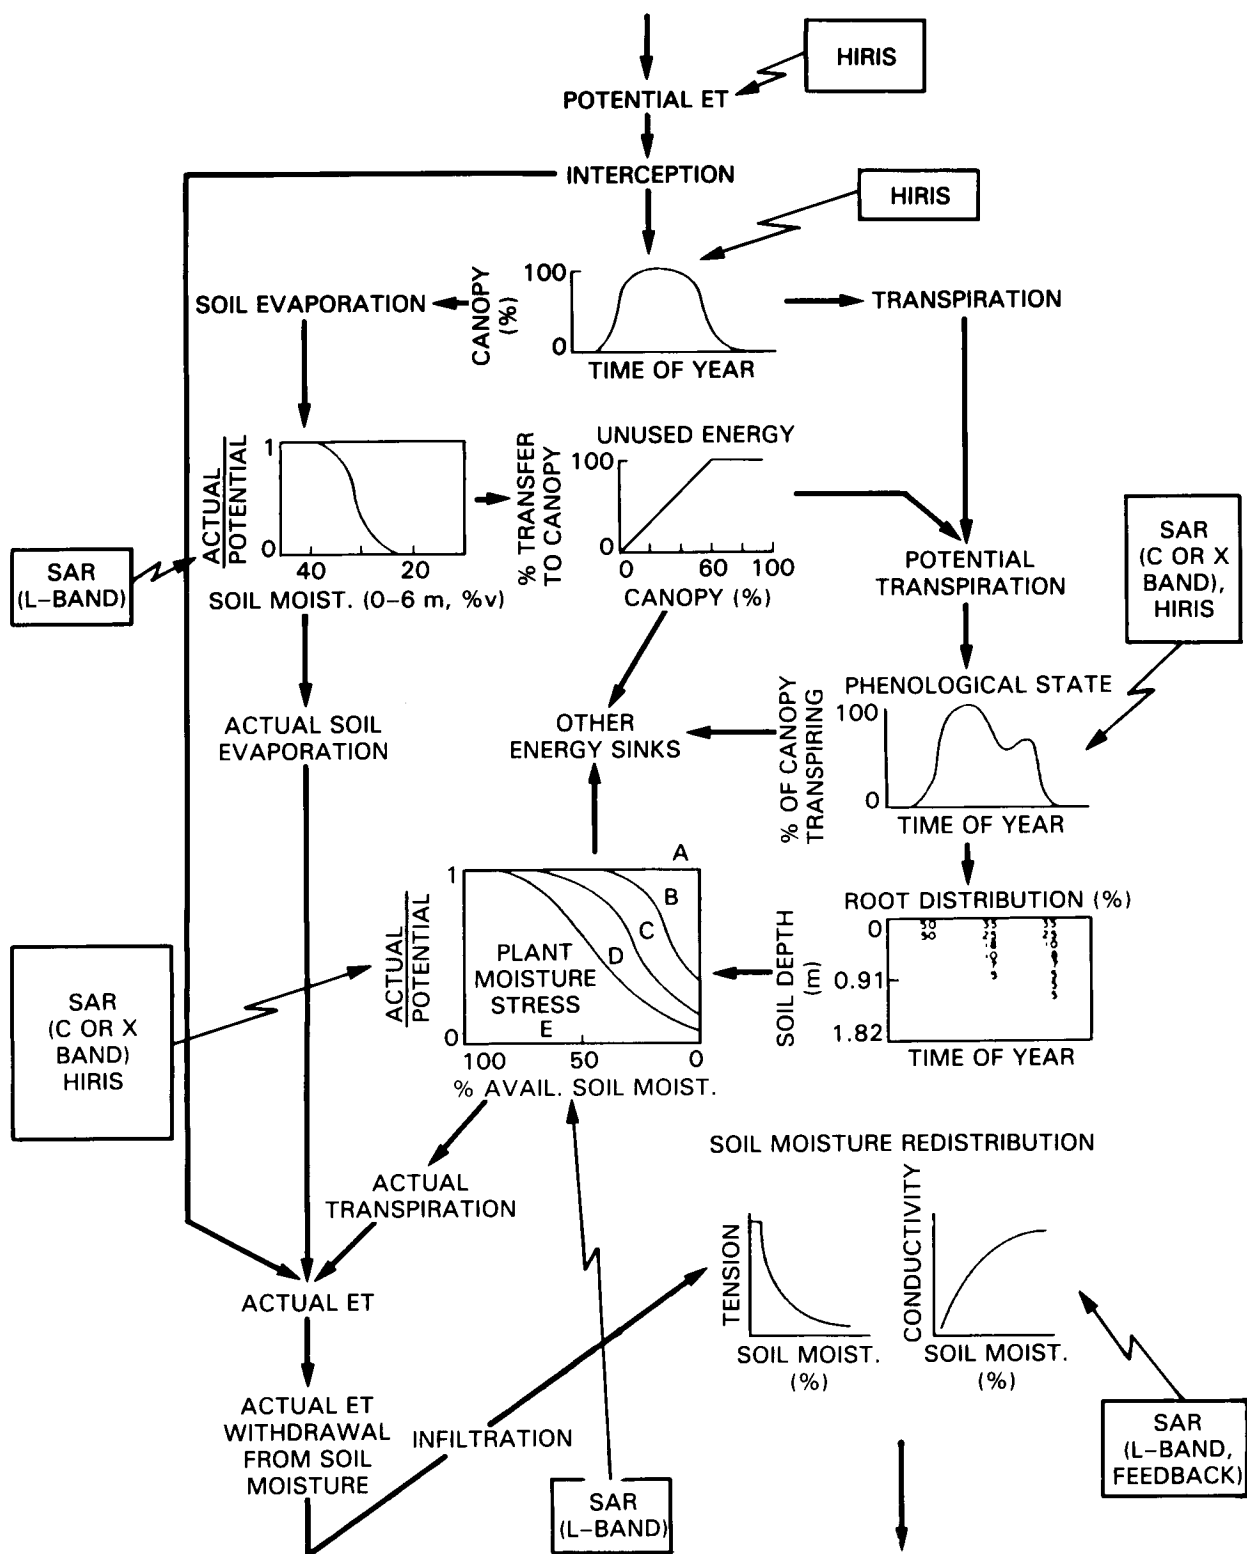 HIRIS
POTENTIAL ET
INTERCEPTION
HIRIS
CANOPY
(%)
100
0
TIME OF YEAR
SOIL EVAPORATION
TRANSPIRATION
ACTUAL
POTENTIAL
1
0
40 20
SOIL MOIST. (0–6 m, %v)
SAR
(L–BAND)
UNUSED ENERGY
% TRANSFER
TO CANOPY
100
0
0 60 100
CANOPY (%)
POTENTIAL
TRANSPIRATION
SAR
(C OR X
BAND),
HIRIS
ACTUAL SOIL
EVAPORATION
OTHER
ENERGY SINKS
PHENOLOGICAL STATE
% OF CANOPY
TRANSPIRING
100
0
TIME OF YEAR
ACTUAL
POTENTIAL
1
0
A
B
C
D
PLANT
MOISTURE
STRESS
E
100 50 0
% AVAIL. SOIL MOIST.
SAR
(C OR X
BAND)
HIRIS
ROOT DISTRIBUTION (%)
SOIL DEPTH
(m)
0
0.91
1.82
TIME OF YEAR
ACTUAL
TRANSPIRATION
SOIL MOISTURE REDISTRIBUTION
TENSION
SOIL MOIST.
(%)
CONDUCTIVITY
SOIL MOIST.
(%)
ACTUAL ET
ACTUAL ET
WITHDRAWAL
FROM SOIL
MOISTURE
INFILTRATION
SAR
(L–BAND)
SAR
(L–BAND,
FEEDBACK)